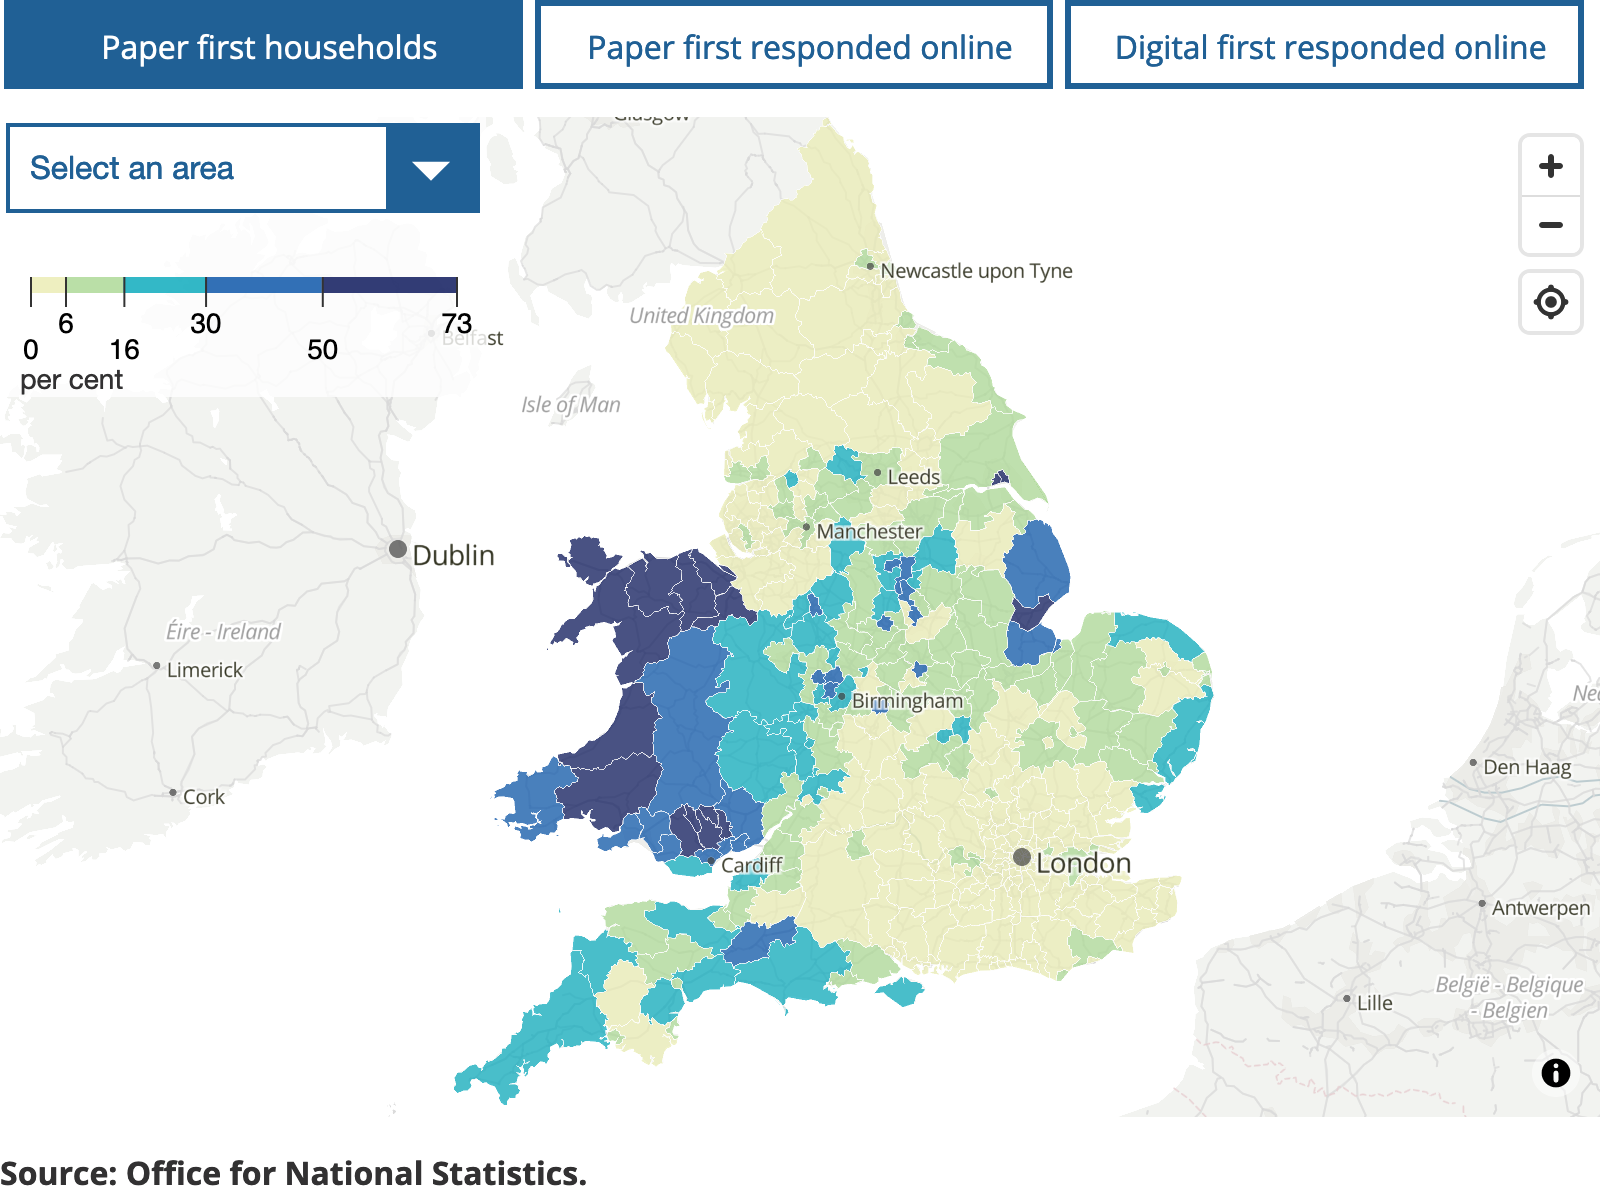 Paper first households
Paper first responded online
Digital first responded online
Select an area
Glasgow
Newcastle upon Tyne
United Kingdom
6
30
73
Belfast
0
16
50
per cent
Isle of Man
Leeds
Manchester
Dublin
Éire - Ireland
Limerick
Birmingham
Cork
Den Haag
Cardiff
London
Antwerpen
België - Belgique
- Belgien
Lille
Source: Office for National Statistics.